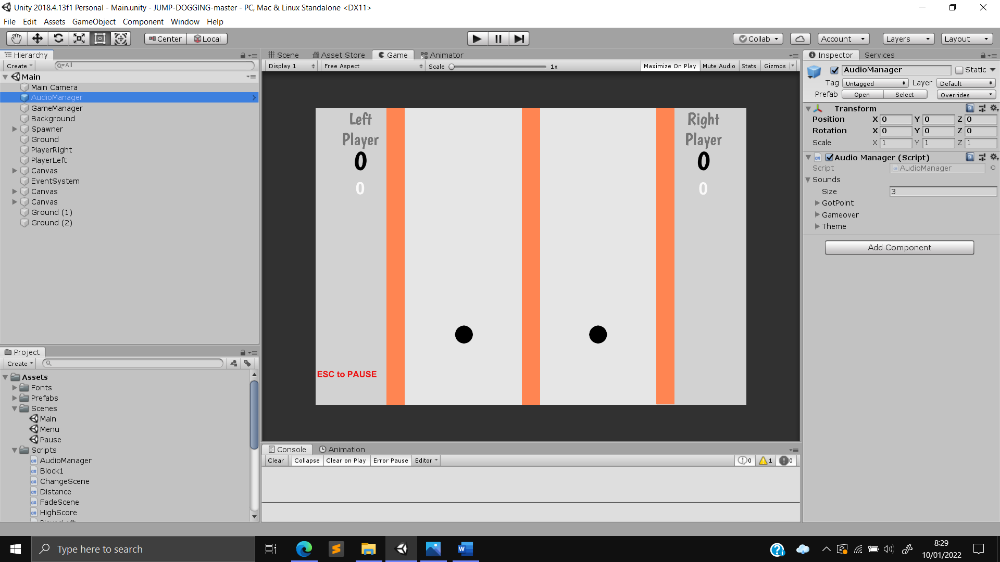 Unity 2018.4.13f1 Personal - Main.unity - JUMP-DOGGING-master - PC, Mac & Linux Standalone <DX11>
File Edit Assets GameObject Component Window Help
Center Local
Collab Account Layers Layout
Hierarchy
Create All
Main
Main Camera
AudioManager
GameManager
Background
Spawner
Ground
PlayerRight
PlayerLeft
Canvas
EventSystem
Canvas
Canvas
Ground (1)
Ground (2)
Project
Create
Assets
Fonts
Prefabs
Scenes
Main
Menu
Pause
Scripts
AudioManager
Block1
ChangeScene
Distance
FadeScene
HighScore
PlayerLeft
Scene Asset Store Game Animator
Display 1 Free Aspect Scale 1x Maximize On Play Mute Audio Stats Gizmos
Left
Player
0
0
ESC to PAUSE
Right
Player
0
0
Console Animation
Clear Collapse Clear on Play Error Pause Editor 0 1 0
Inspector Services
AudioManager Static
Tag Untagged Layer Default
Prefab Open Select Overrides
Transform
Position X 0 Y 0 Z 0
Rotation X 0 Y 0 Z 0
Scale X 1 Y 1 Z 1
Audio Manager (Script)
Script AudioManager
Sounds
Size 3
GotPoint
Gameover
Theme
Add Component
Type here to search
8:29
10/01/2022